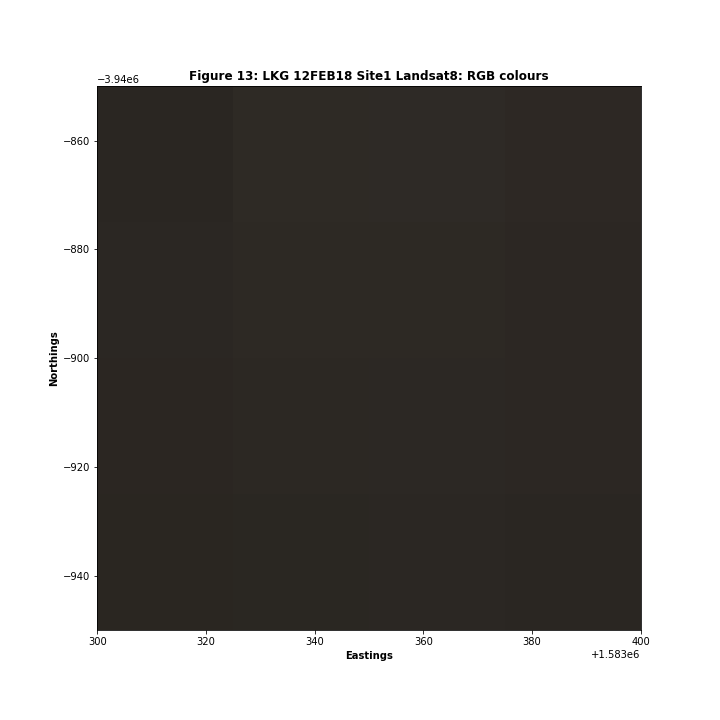 Figure 13: LKG 12FEB18 Site1 Landsat8: RGB colours
−3.94e6
−860
−880
−900
−920
−940
Northings
300 320 340 360 380 400
Eastings
+1.583e6